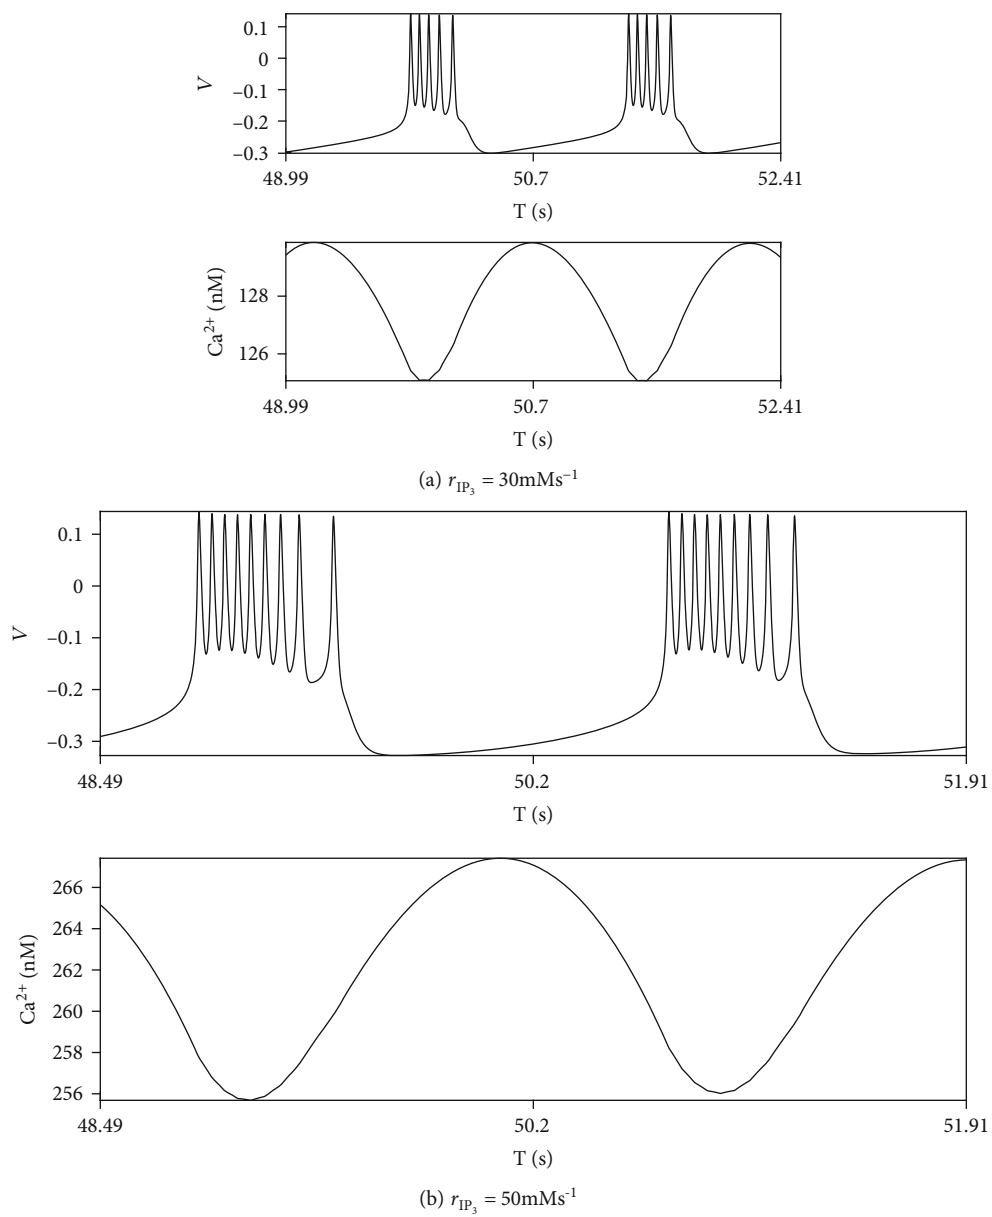 0.1
0
−0.1
−0.2
−0.3
V
48.99 50.7 52.41
T (s)
128
126
Ca²⁺ (nM)
48.99 50.7 52.41
T (s)
(a) r_IP₃ = 30mMs⁻¹
0.1
0
−0.1
−0.2
−0.3
V
48.49 50.2 51.91
T (s)
266
264
262
260
258
256
Ca²⁺ (nM)
48.49 50.2 51.91
T (s)
(b) r_IP₃ = 50mMs⁻¹